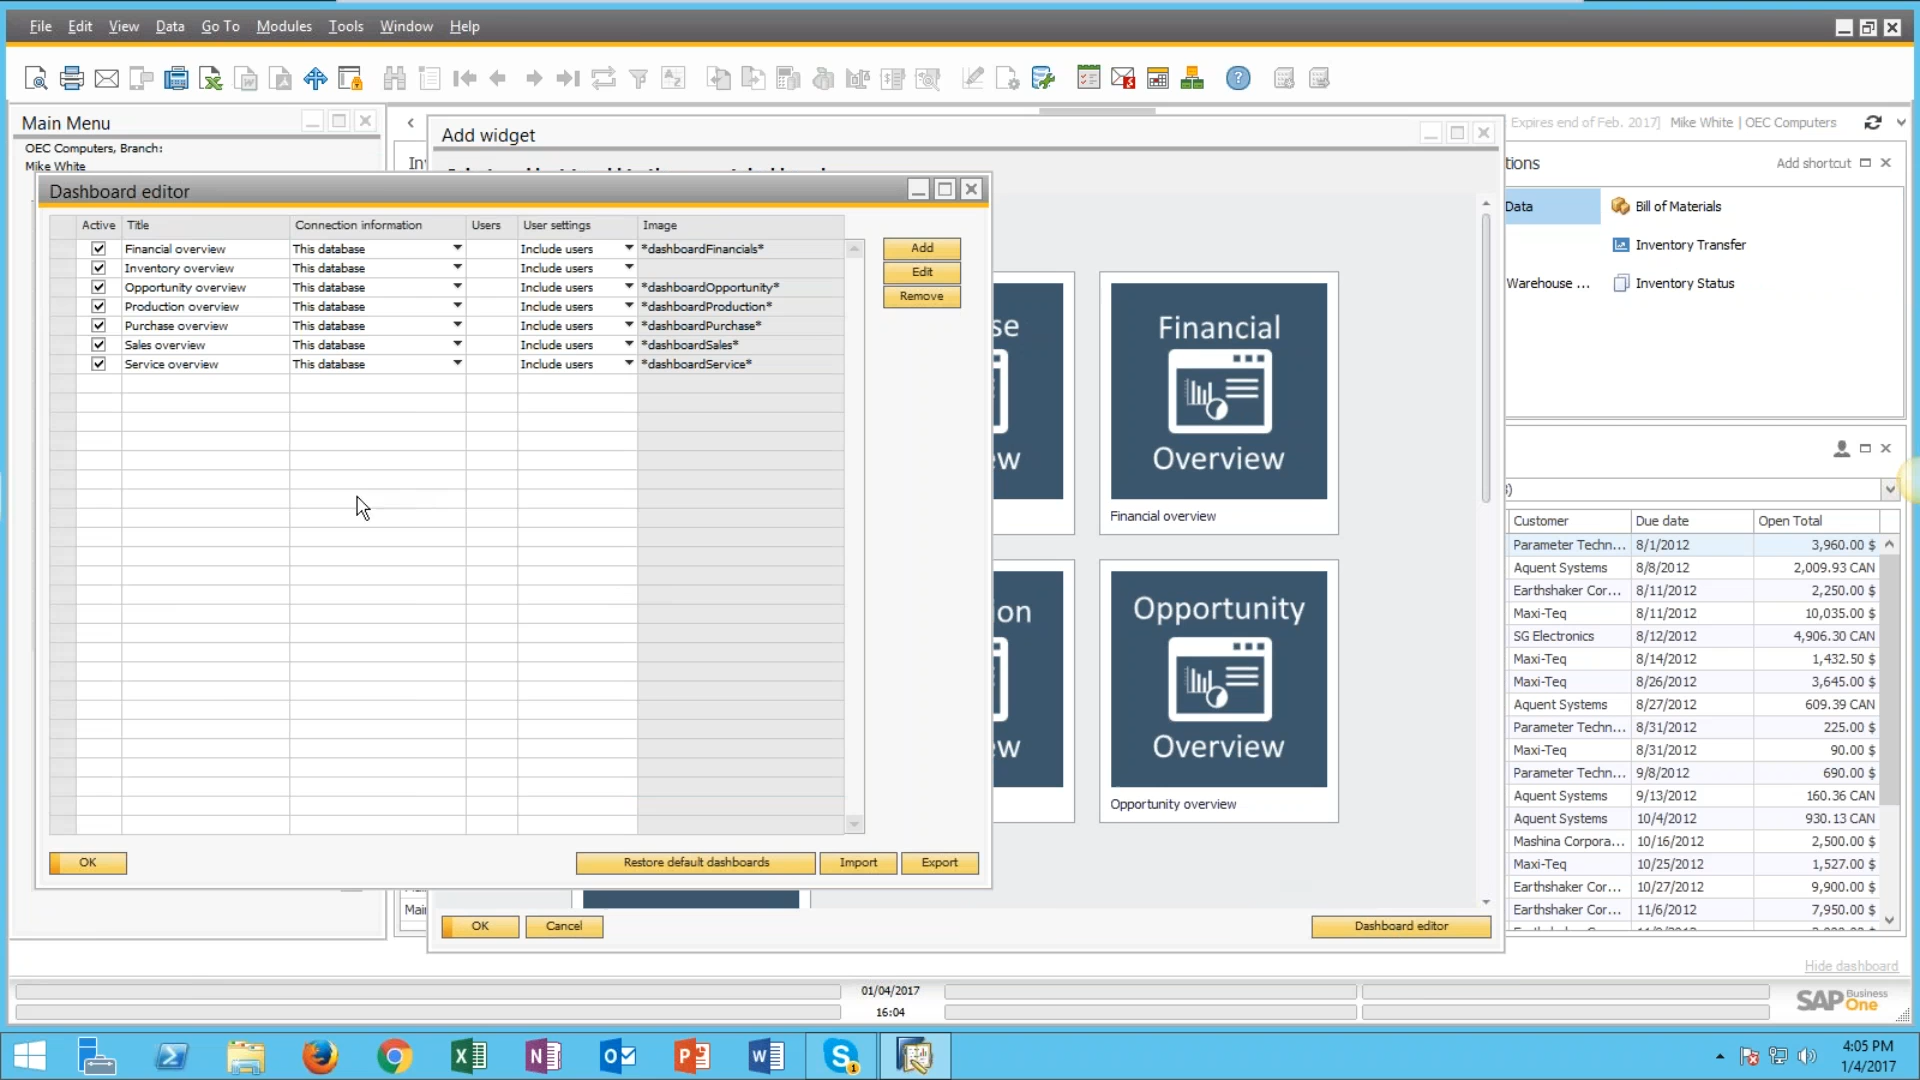 File Edit View Data Go To Modules Tools Window Help
Main Menu
OEC Computers, Branch:
Mike White
Add widget
Expires end of Feb. 2017] Mike White | OEC Computers
tions
Add shortcut
Data
Bill of Materials
Inventory Transfer
Warehouse ...
Inventory Status
Dashboard editor
Active Title Connection information Users User settings Image
Financial overview This database Include users *dashboardFinancials*
Inventory overview This database Include users
Opportunity overview This database Include users *dashboardOpportunity*
Production overview This database Include users *dashboardProduction*
Purchase overview This database Include users *dashboardPurchase*
Sales overview This database Include users *dashboardSales*
Service overview This database Include users *dashboardService*
Add
Edit
Remove
OK
Restore default dashboards
Import
Export
se
ew
Financial
Overview
Financial overview
ion
ew
Opportunity
Overview
Opportunity overview
OK
Cancel
Dashboard editor
Customer Due date Open Total
Parameter Techn... 8/1/2012 3,960.00 $
Aquent Systems 8/8/2012 2,009.93 CAN
Earthshaker Cor... 8/11/2012 2,250.00 $
Maxi-Teq 8/11/2012 10,035.00 $
SG Electronics 8/12/2012 4,906.30 CAN
Maxi-Teq 8/14/2012 1,432.50 $
Maxi-Teq 8/26/2012 3,645.00 $
Aquent Systems 8/27/2012 609.39 CAN
Parameter Techn... 8/31/2012 225.00 $
Maxi-Teq 8/31/2012 90.00 $
Parameter Techn... 9/8/2012 690.00 $
Aquent Systems 9/13/2012 160.36 CAN
Aquent Systems 10/4/2012 930.13 CAN
Mashina Corpora... 10/16/2012 2,500.00 $
Maxi-Teq 10/25/2012 1,527.00 $
Earthshaker Cor... 10/27/2012 9,900.00 $
Earthshaker Cor... 11/6/2012 7,950.00 $
Hide dashboard
01/04/2017
16:04
SAP Business One
4:05 PM
1/4/2017